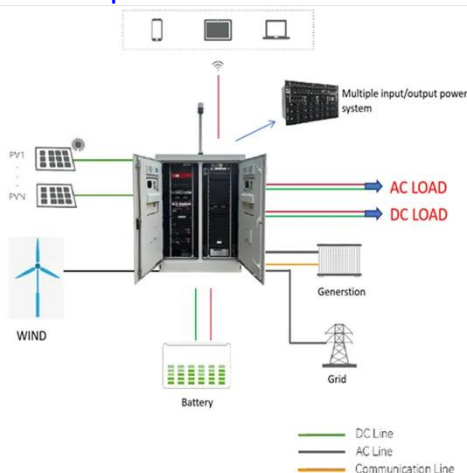 Multiple input/output power
system
PV1
PVV
AC LOAD
DC LOAD
Generstion
WIND
Grid
Battery
DC Line
AC Line
Communication Line